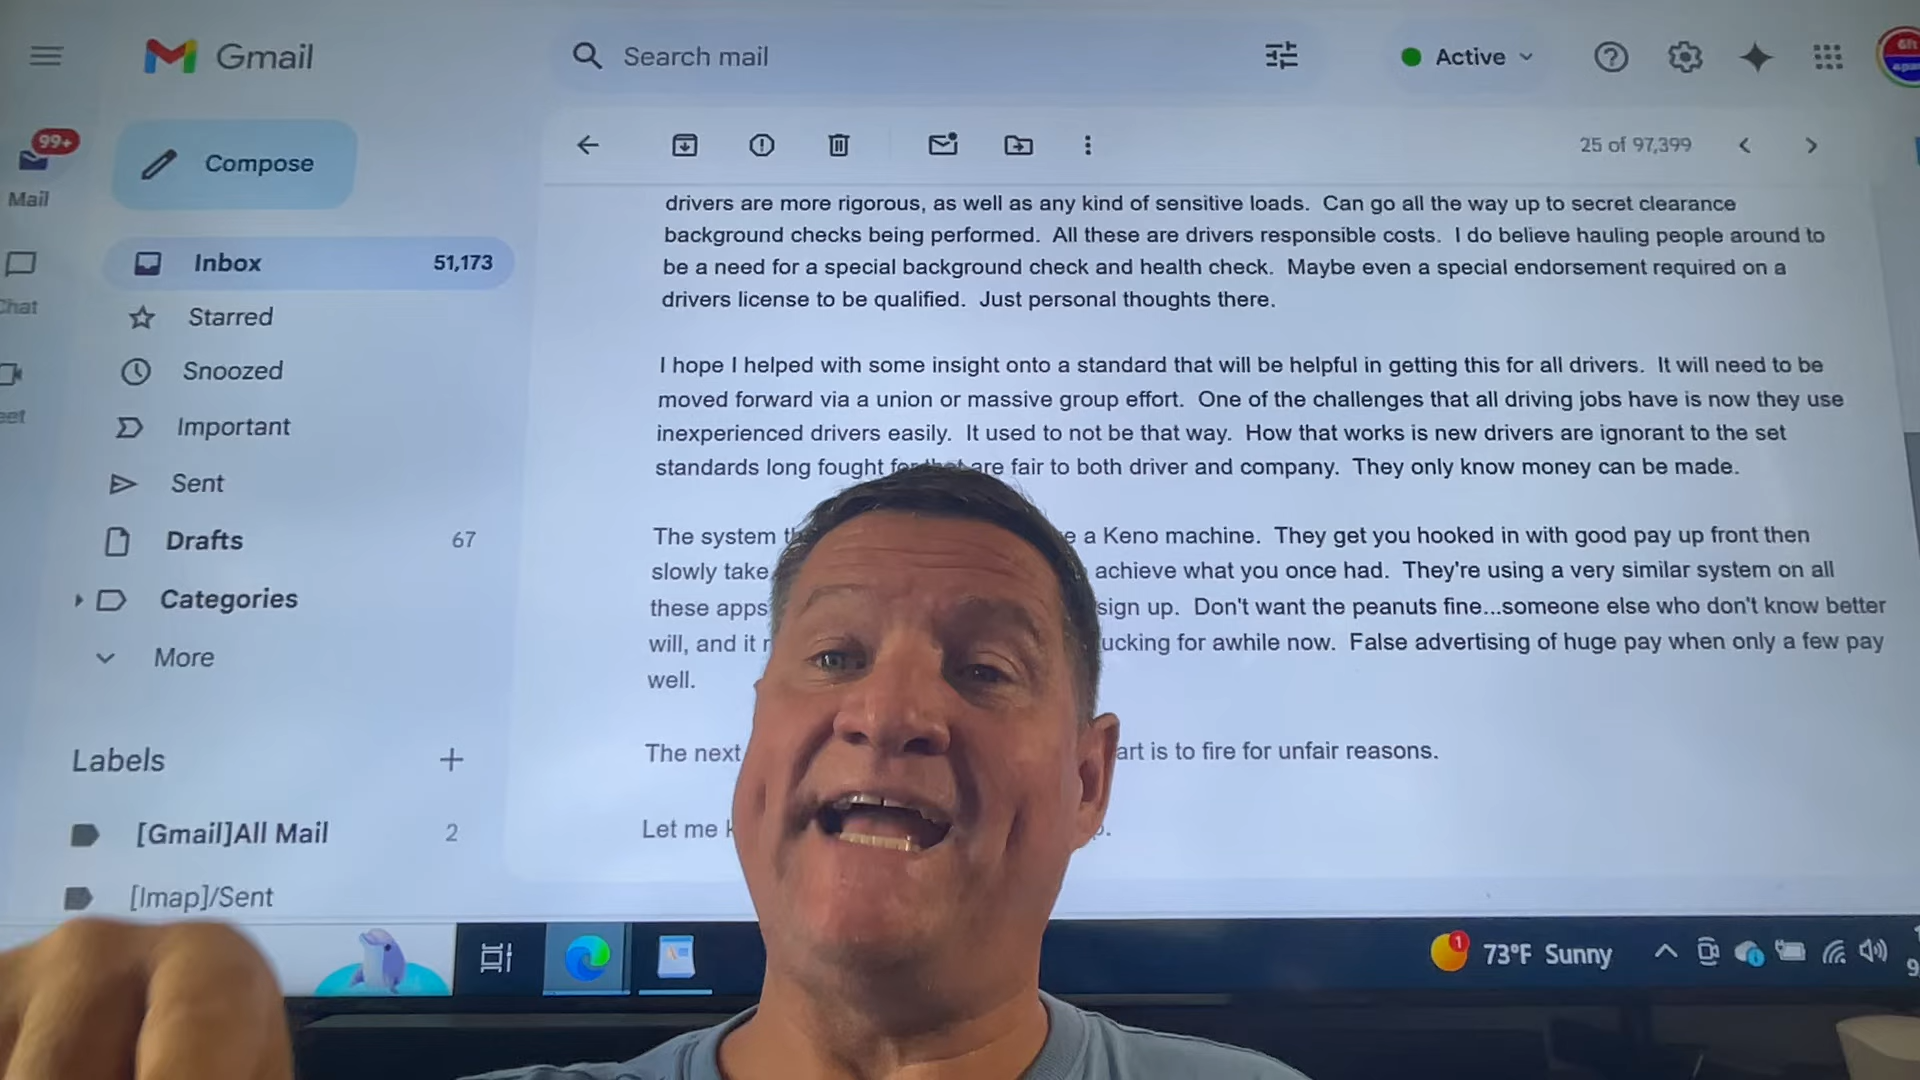 Gmail
Search mail
Active
99+
Mail
Compose
25 of 97,399
Inbox 51,173
Starred
Snoozed
Important
Sent
Drafts 67
Categories
More
Labels
[Gmail]All Mail 2
[Imap]/Sent
drivers are more rigorous, as well as any kind of sensitive loads. Can go all the way up to secret clearance
background checks being performed. All these are drivers responsible costs. I do believe hauling people around to
be a need for a special background check and health check. Maybe even a special endorsement required on a
drivers license to be qualified. Just personal thoughts there.
I hope I helped with some insight onto a standard that will be helpful in getting this for all drivers. It will need to be
moved forward via a union or massive group effort. One of the challenges that all driving jobs have is now they use
inexperienced drivers easily. It used to not be that way. How that works is new drivers are ignorant to the set
standards long fought for that are fair to both driver and company. They only know money can be made.
The system a Keno machine. They get you hooked in with good pay up front then
slowly take achieve what you once had. They're using a very similar system on all
these apps sign up. Don't want the peanuts fine...someone else who don't know better
will, and it ucking for awhile now. False advertising of huge pay when only a few pay
well.
The next art is to fire for unfair reasons.
Let me
1
73°F Sunny